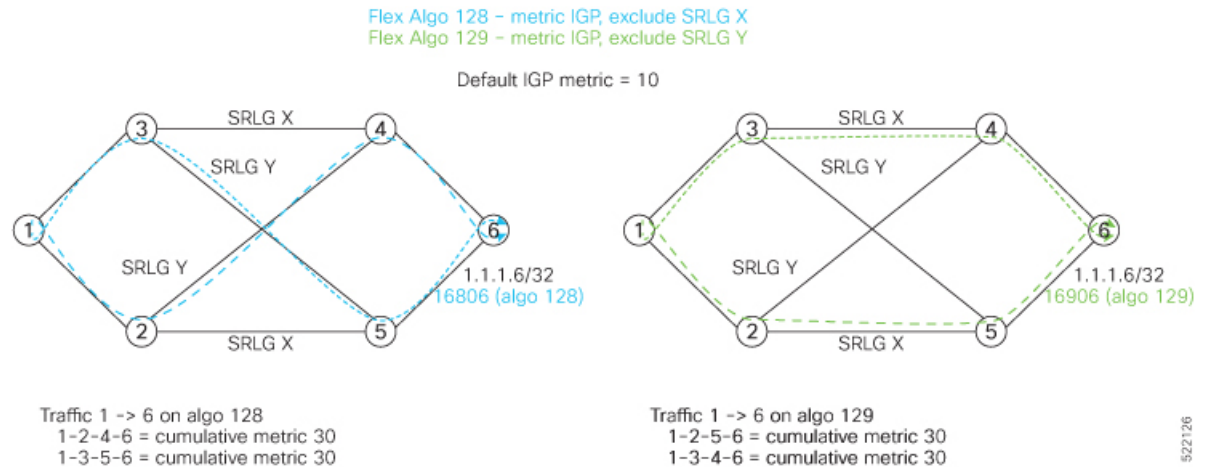 Flex Algo 128 – metric IGP, exclude SRLG X
Flex Algo 129 – metric IGP, exclude SRLG Y
Default IGP metric = 10
3
SRLG X
4
SRLG Y
1
6
SRLG Y
1.1.1.6/32
16806 (algo 128)
2
SRLG X
5
3
SRLG X
4
SRLG Y
1
6
SRLG Y
1.1.1.6/32
16906 (algo 129)
2
SRLG X
5
Traffic 1 -> 6 on algo 128
1-2-4-6 = cumulative metric 30
1-3-5-6 = cumulative metric 30
Traffic 1 -> 6 on algo 129
1-2-5-6 = cumulative metric 30
1-3-4-6 = cumulative metric 30
522126